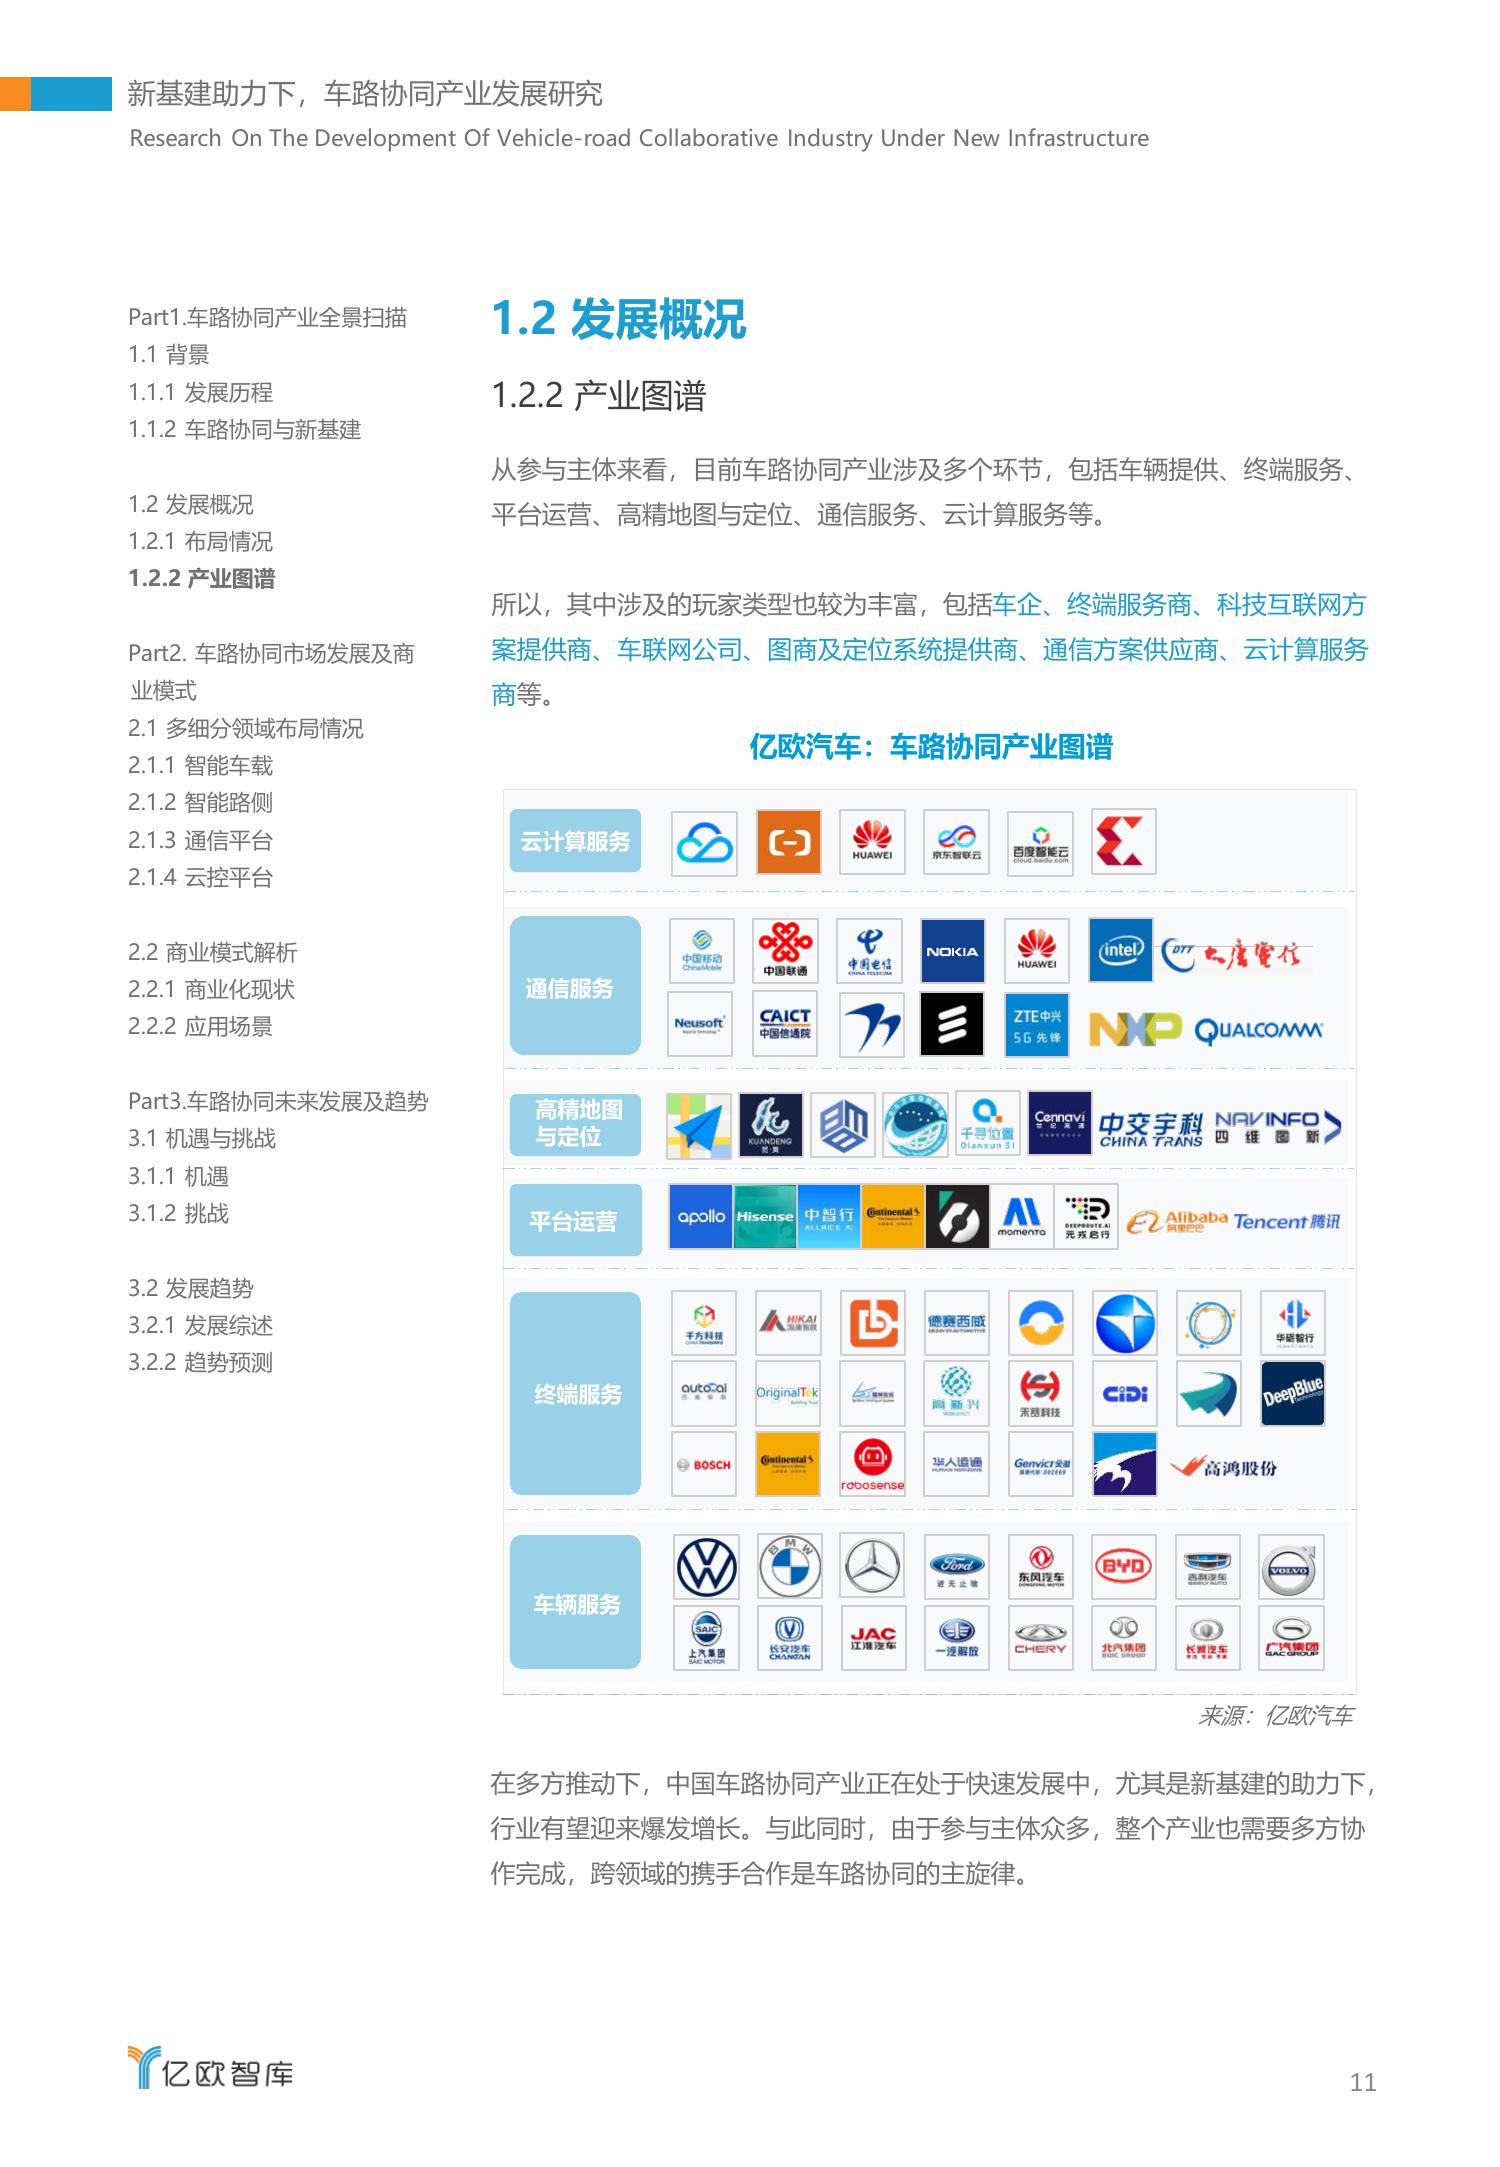 新基建助力下，车路协同产业发展研究
Research On The Development Of Vehicle-road Collaborative Industry Under New Infrastructure
Part1.车路协同产业全景扫描
1.1 背景
1.1.1 发展历程
1.1.2 车路协同与新基建
1.2 发展概况
1.2.1 布局情况
1.2.2 产业图谱
Part2. 车路协同市场发展及商
业模式
2.1 多细分领域布局情况
2.1.1 智能车载
2.1.2 智能路侧
2.1.3 通信平台
2.1.4 云控平台
2.2 商业模式解析
2.2.1 商业化现状
2.2.2 应用场景
Part3.车路协同未来发展及趋势
3.1 机遇与挑战
3.1.1 机遇
3.1.2 挑战
3.2 发展趋势
3.2.1 发展综述
3.2.2 趋势预测
1.2 发展概况
1.2.2 产业图谱
从参与主体来看，目前车路协同产业涉及多个环节，包括车辆提供、终端服务、
平台运营、高精地图与定位、通信服务、云计算服务等。
所以，其中涉及的玩家类型也较为丰富，包括车企、终端服务商、科技互联网方
案提供商、车联网公司、图商及定位系统提供商、通信方案供应商、云计算服务
商等。
亿欧汽车：车路协同产业图谱
云计算服务
HUAWEI
京东智联云
百度智能云
cloud.baidu.com
通信服务
中国移动
China Mobile
中国联通
中国电信
CHINA TELECOM
NOKIA
HUAWEI
intel
DTT 大唐电信
Neusoft
CAICT
中国信通院
ZTE中兴
5G先锋
NXP
QUALCOMM
高精地图
与定位
KUANDENG
宽凳
千寻位置
Qianxun SI
Cennavi
世纪高通
中交宇科
CHINA TRANS
NAVINFO
四维图新
平台运营
apollo
Hisense
中智行
ALLRIDE AI
Continental
momenta
DEEPROUTE.AI
元戎启行
Alibaba
阿里巴巴
Tencent 腾讯
终端服务
千方科技
HIKAI
德赛西威
DESAY SV AUTOMOTIVE
华砺智行
autoai
OriginalTek
Building Trust
高新兴
禾赛科技
CiDi
DeepBlue
Technology
BOSCH
Continental
robosense
华人运通
HUMAN HORIZONS
Genvict金溢
股票代码：002869
高鸿股份
车辆服务
BMW
Ford
进无止境
东风汽车
DONGFENG MOTOR
BYD
吉利汽车
GEELY AUTO
VOLVO
SAIC
上汽集团
SAIC MOTOR
长安汽车
CHANGAN
JAC
江淮汽车
一汽解放
CHERY
北汽集团
BAIC GROUP
长城汽车
广汽集团
GAC GROUP
来源：亿欧汽车
在多方推动下，中国车路协同产业正在处于快速发展中，尤其是新基建的助力下，
行业有望迎来爆发增长。与此同时，由于参与主体众多，整个产业也需要多方协
作完成，跨领域的携手合作是车路协同的主旋律。
亿欧智库
11